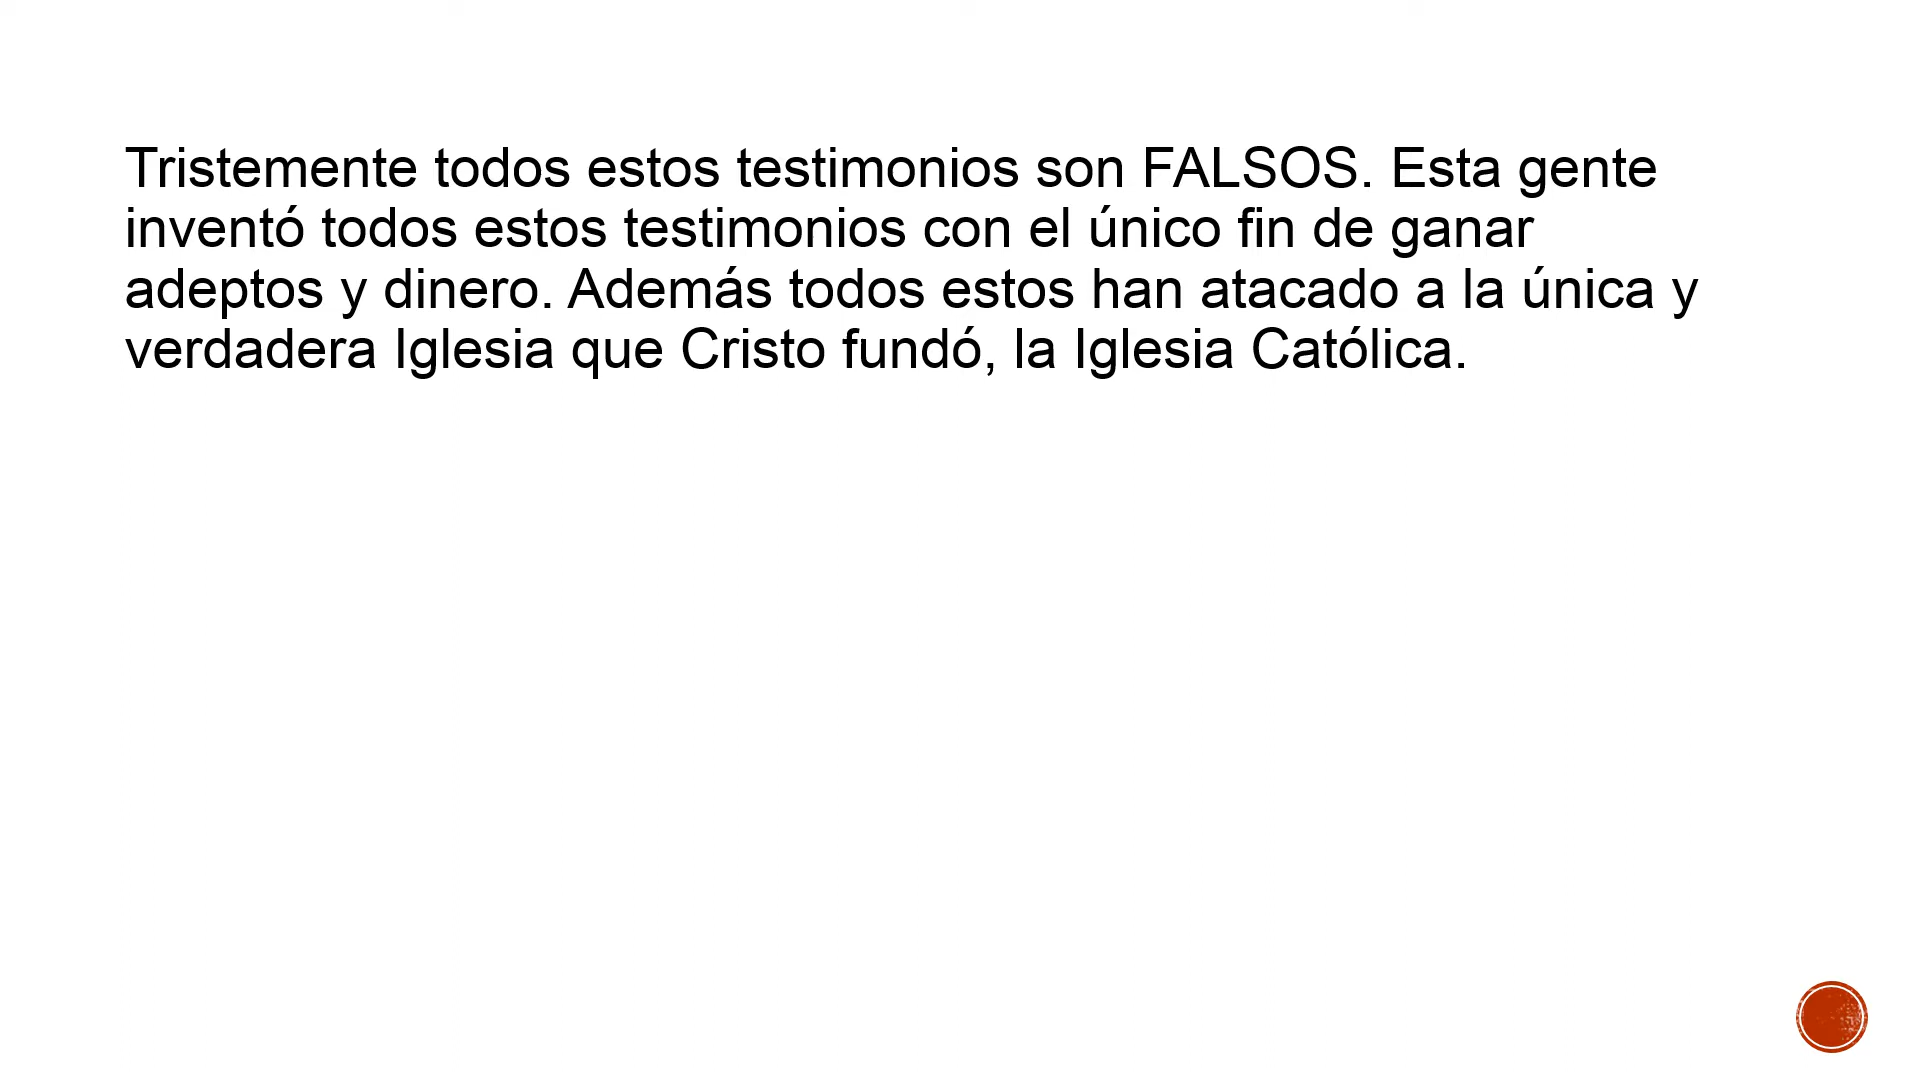 Tristemente todos estos testimonios son FALSOS. Esta gente
inventó todos estos testimonios con el único fin de ganar
adeptos y dinero. Además todos estos han atacado a la única y
verdadera Iglesia que Cristo fundó, la Iglesia Católica.